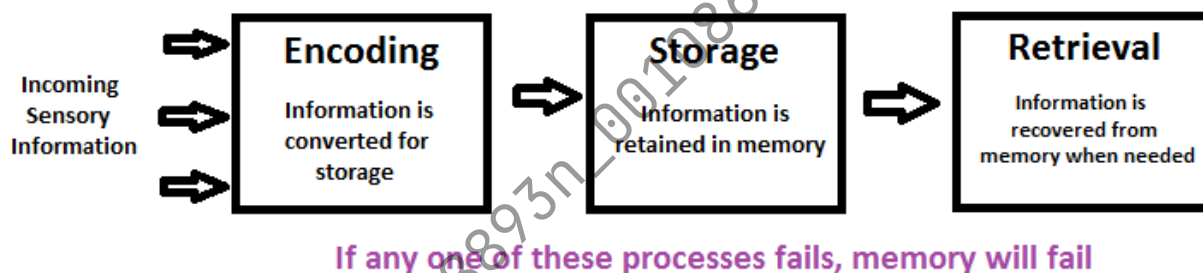 Incoming
Sensory
Information
Encoding
Information is
converted for
storage
Storage
Information is
retained in memory
Retrieval
Information is
recovered from
memory when needed
If any one of these processes fails, memory will fail